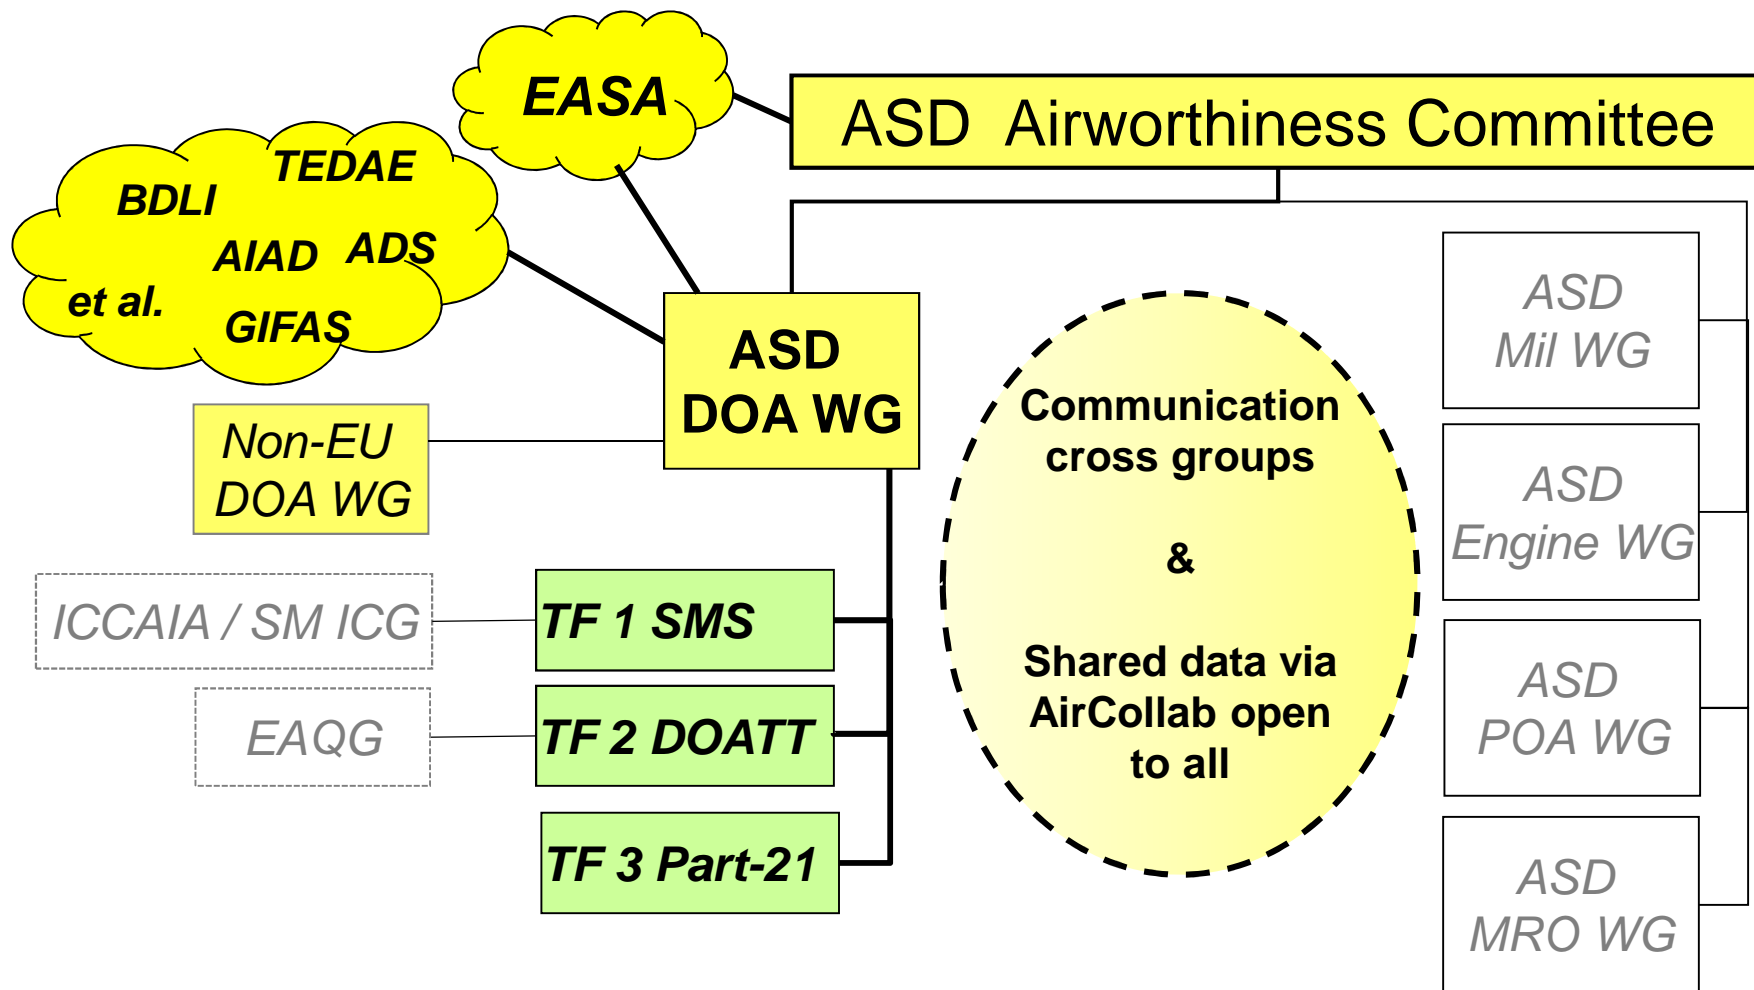 EASA
ASD Airworthiness Committee
TEDAE
BDLI
AIAD ADS
et al.
GIFAS
ASD
DOA WG
Non-EU
DOA WG
ICCAIA / SM ICG
TF 1 SMS
EAQG
TF 2 DOATT
TF 3 Part-21
Communication
cross groups
&
Shared data via
AirCollab open
to all
ASD
Mil WG
ASD
Engine WG
ASD
POA WG
ASD
MRO WG